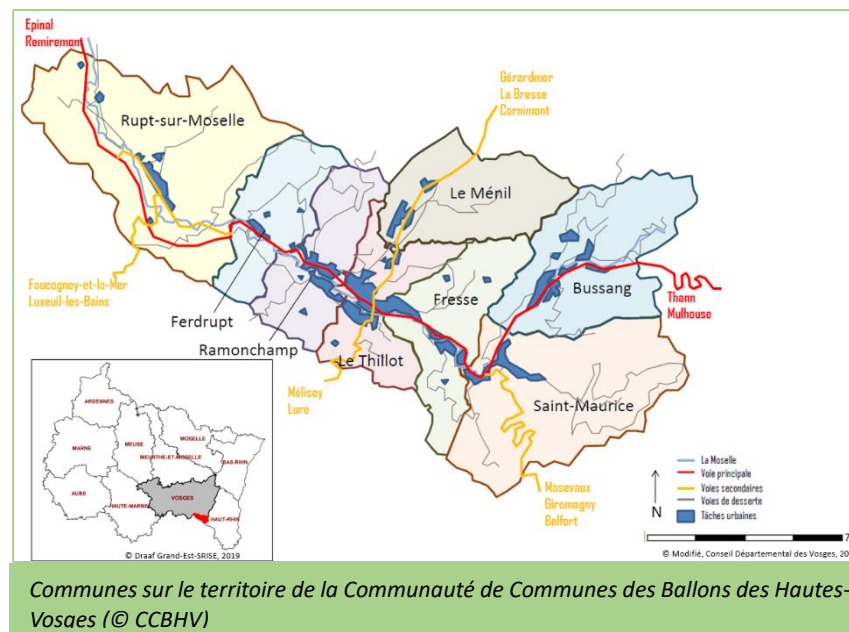 Epinal
Remiremon
Gérardmer
La Bresse
Cornimont
Rupt-sur-Moselle
Le Ménil
Faucogney-et-la-Mer
Luxeuil-les-Bains
Ferdrupt
Ramonchamp
Fresse
Bussang
Thann
Mulhouse
Le Thillot
Mélisey
Lure
Saint-Maurice
Masevaux
Giromagny
Belfort
ARDENNES
MARNE
MEUSE
MOSELLE
MEURTHE-ET-MOSELLE
BAS-RHIN
AUBE
HAUTE-MARNE
VOSGES
HAUT-RHIN
© Draaf Grand-Est-SRISE, 2019
N
La Moselle
Voie principale
Voies secondaires
Voies de desserte
Tâches urbaines
7
© Modifié, Conseil Départemental des Vosges, 20
Communes sur le territoire de la Communauté de Communes des Ballons des Hautes-
Vosges (© CCBHV)